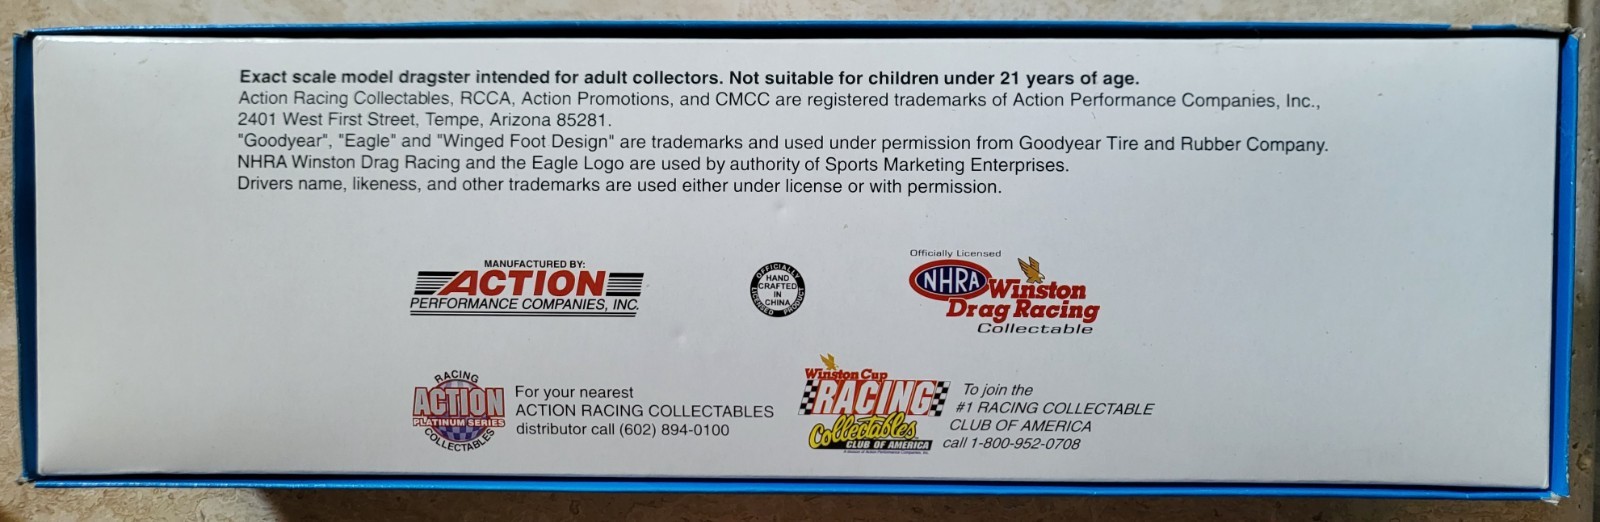 Exact scale model dragster intended for adult collectors. Not suitable for children under 21 years of age.
Action Racing Collectables, RCCA, Action Promotions, and CMCC are registered trademarks of Action Performance Companies, Inc.,
2401 West First Street, Tempe, Arizona 85281.
"Goodyear", "Eagle" and "Winged Foot Design" are trademarks and used under permission from Goodyear Tire and Rubber Company.
NHRA Winston Drag Racing and the Eagle Logo are used by authority of Sports Marketing Enterprises.
Drivers name, likeness, and other trademarks are used either under license or with permission.
MANUFACTURED BY:
ACTION
PERFORMANCE COMPANIES, INC.
OFFICIALLY
LICENSED PRODUCT
HAND
CRAFTED
IN
CHINA
Officially Licensed
NHRA
Winston
Drag Racing
Collectable
RACING
ACTION
PLATINUM SERIES
COLLECTABLES
For your nearest
ACTION RACING COLLECTABLES
distributor call (602) 894-0100
Winston Cup
RACING
Collectables
CLUB OF AMERICA
A division of Action Performance Companies, Inc.
To join the
#1 RACING COLLECTABLE
CLUB OF AMERICA
call 1-800-952-0708